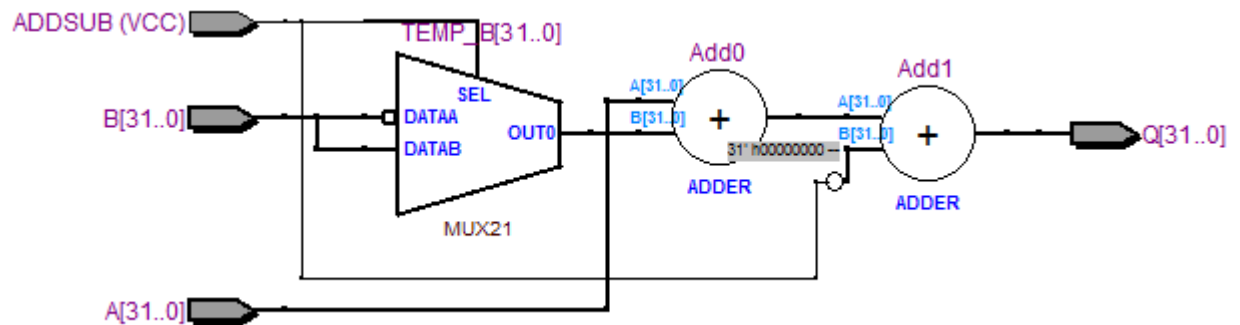 ADDSUB (VCC)
TEMP_B[31..0]
SEL
B[31..0]
DATAA
DATAB
OUT0
MUX21
A[31..0]
Add0
A[31..0]
B[31..0]
+
ADDER
31' h00000000 --
Add1
A[31..0]
B[31..0]
+
ADDER
Q[31..0]